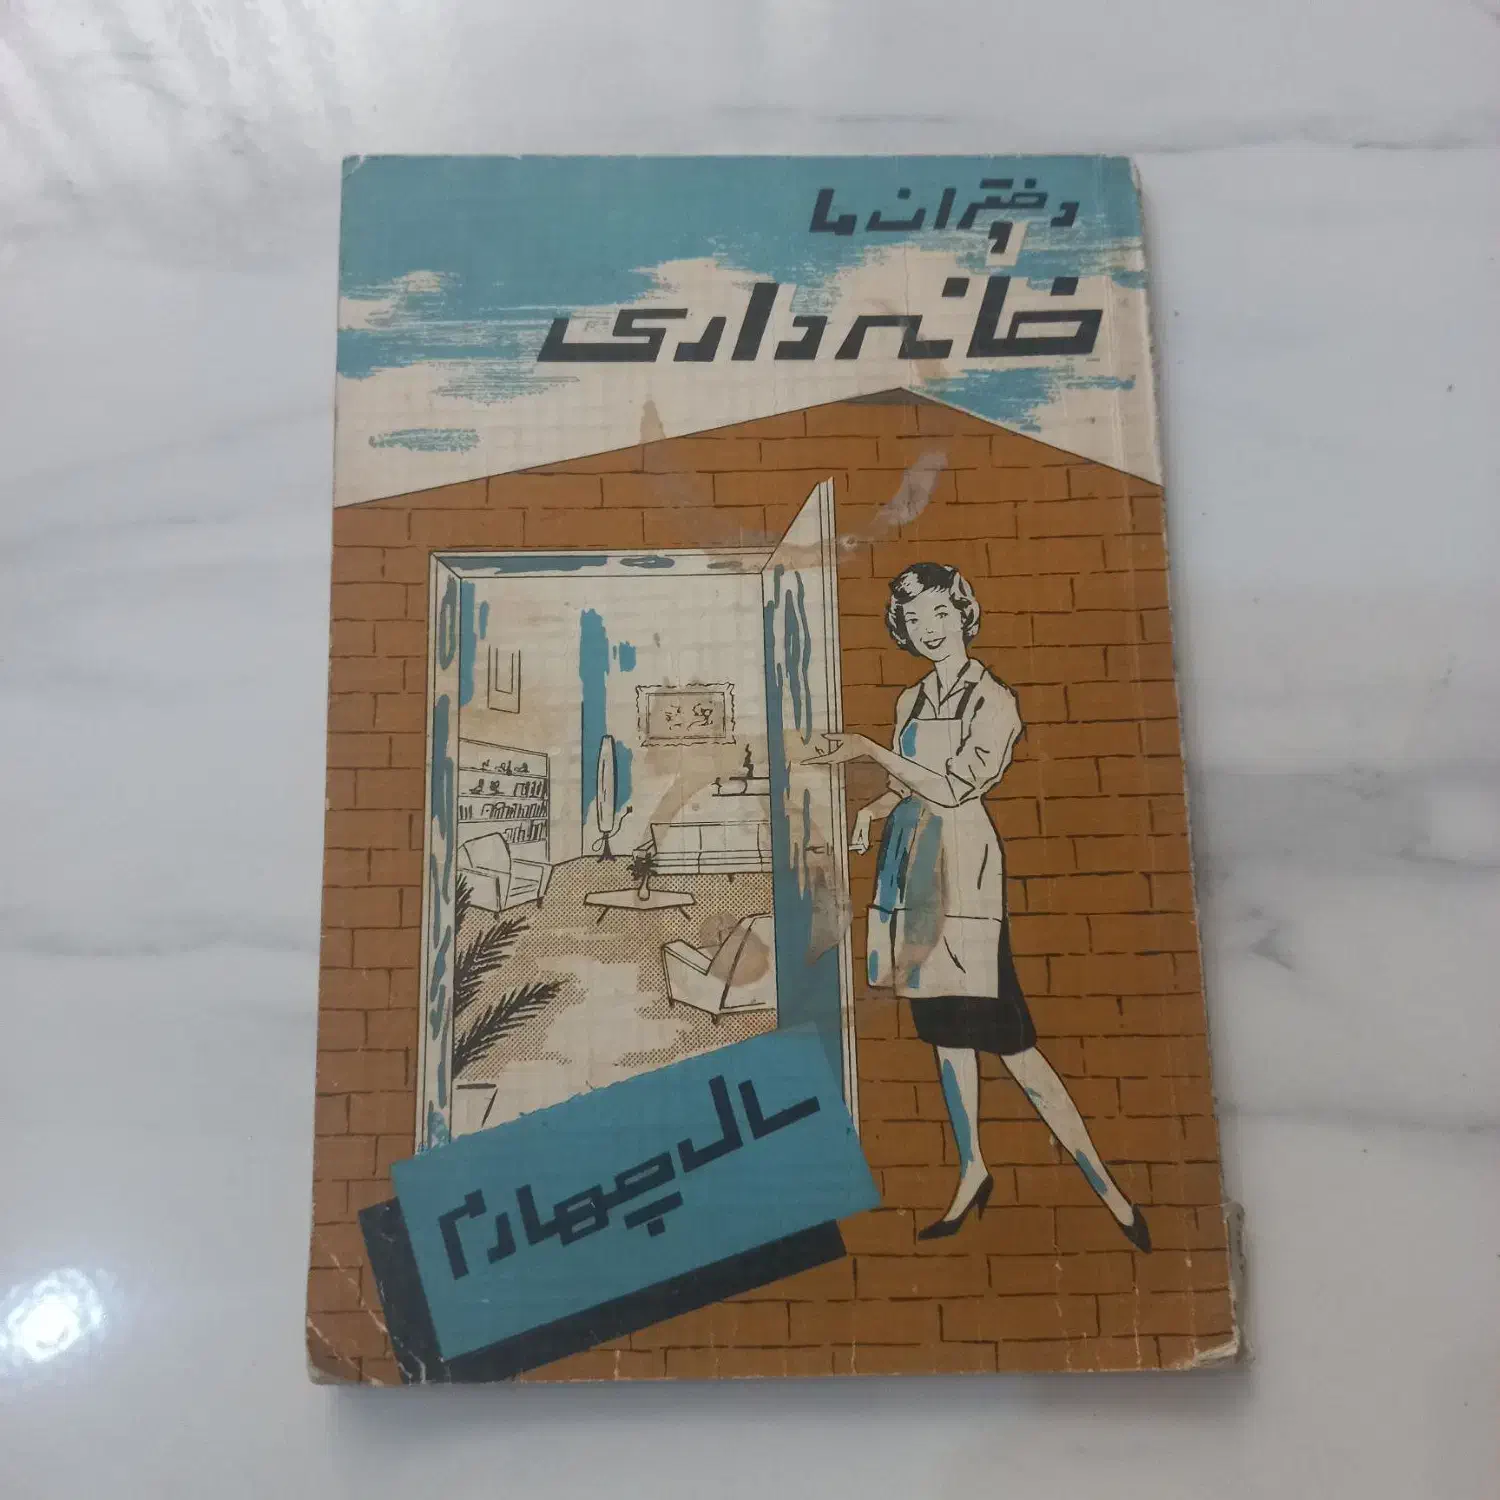 دختران ما
خانه‌داری
سال چهارم